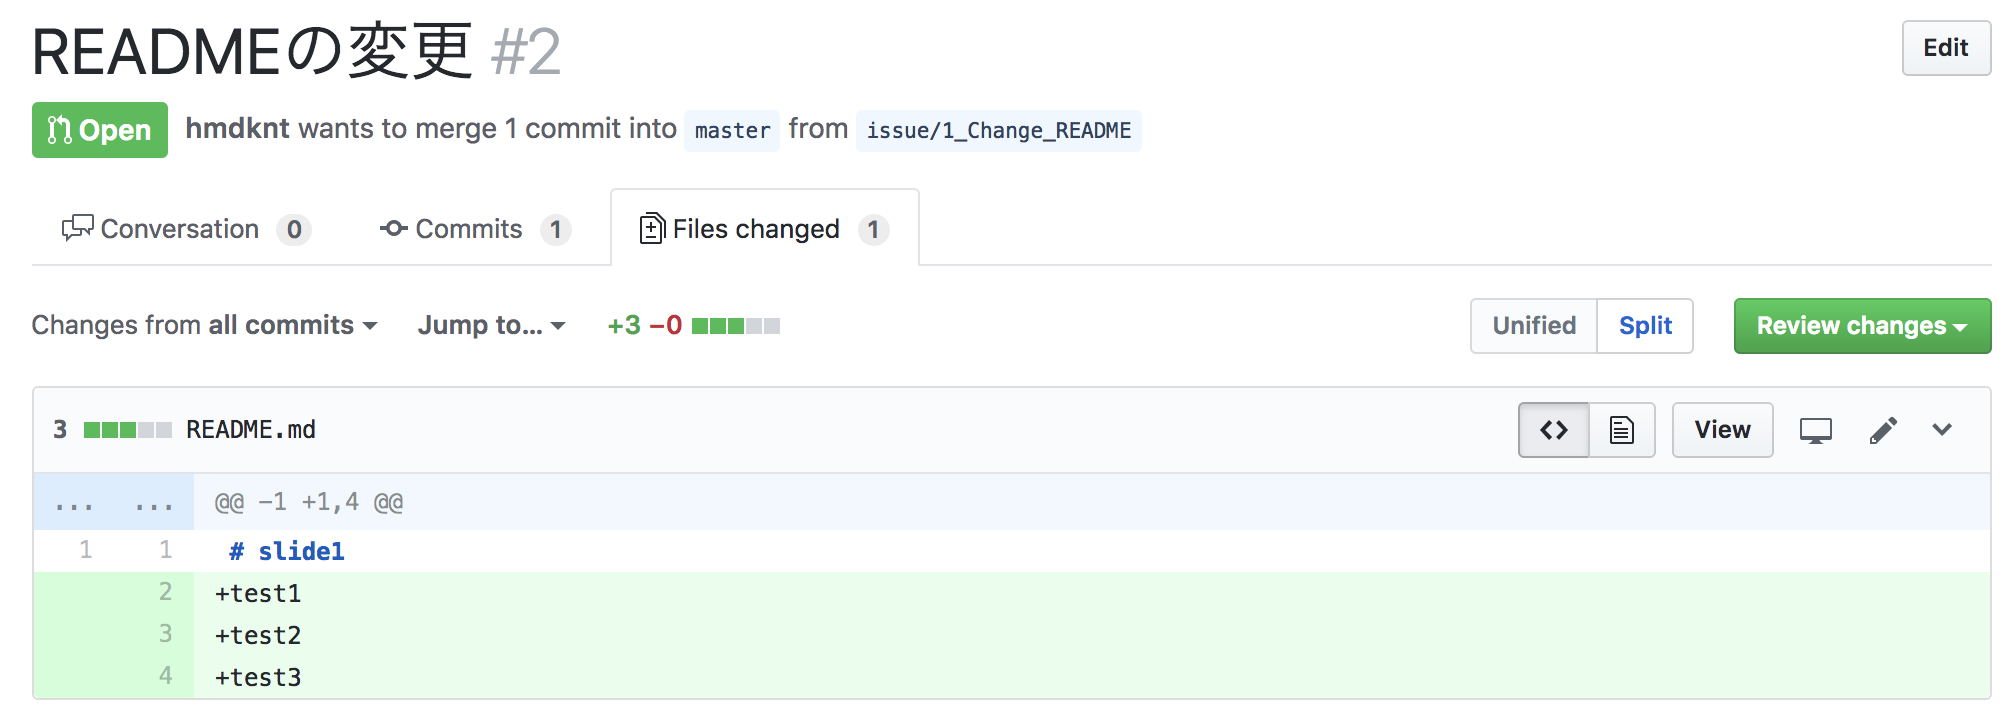 READMEの変更 #2
Edit
Open hmdknt wants to merge 1 commit into master from issue/1_Change_README
Conversation 0 Commits 1 Files changed 1
Changes from all commits Jump to... +3 −0 Unified Split Review changes
3 README.md View
... ... @@ -1 +1,4 @@
1 1 # slide1
2 +test1
3 +test2
4 +test3